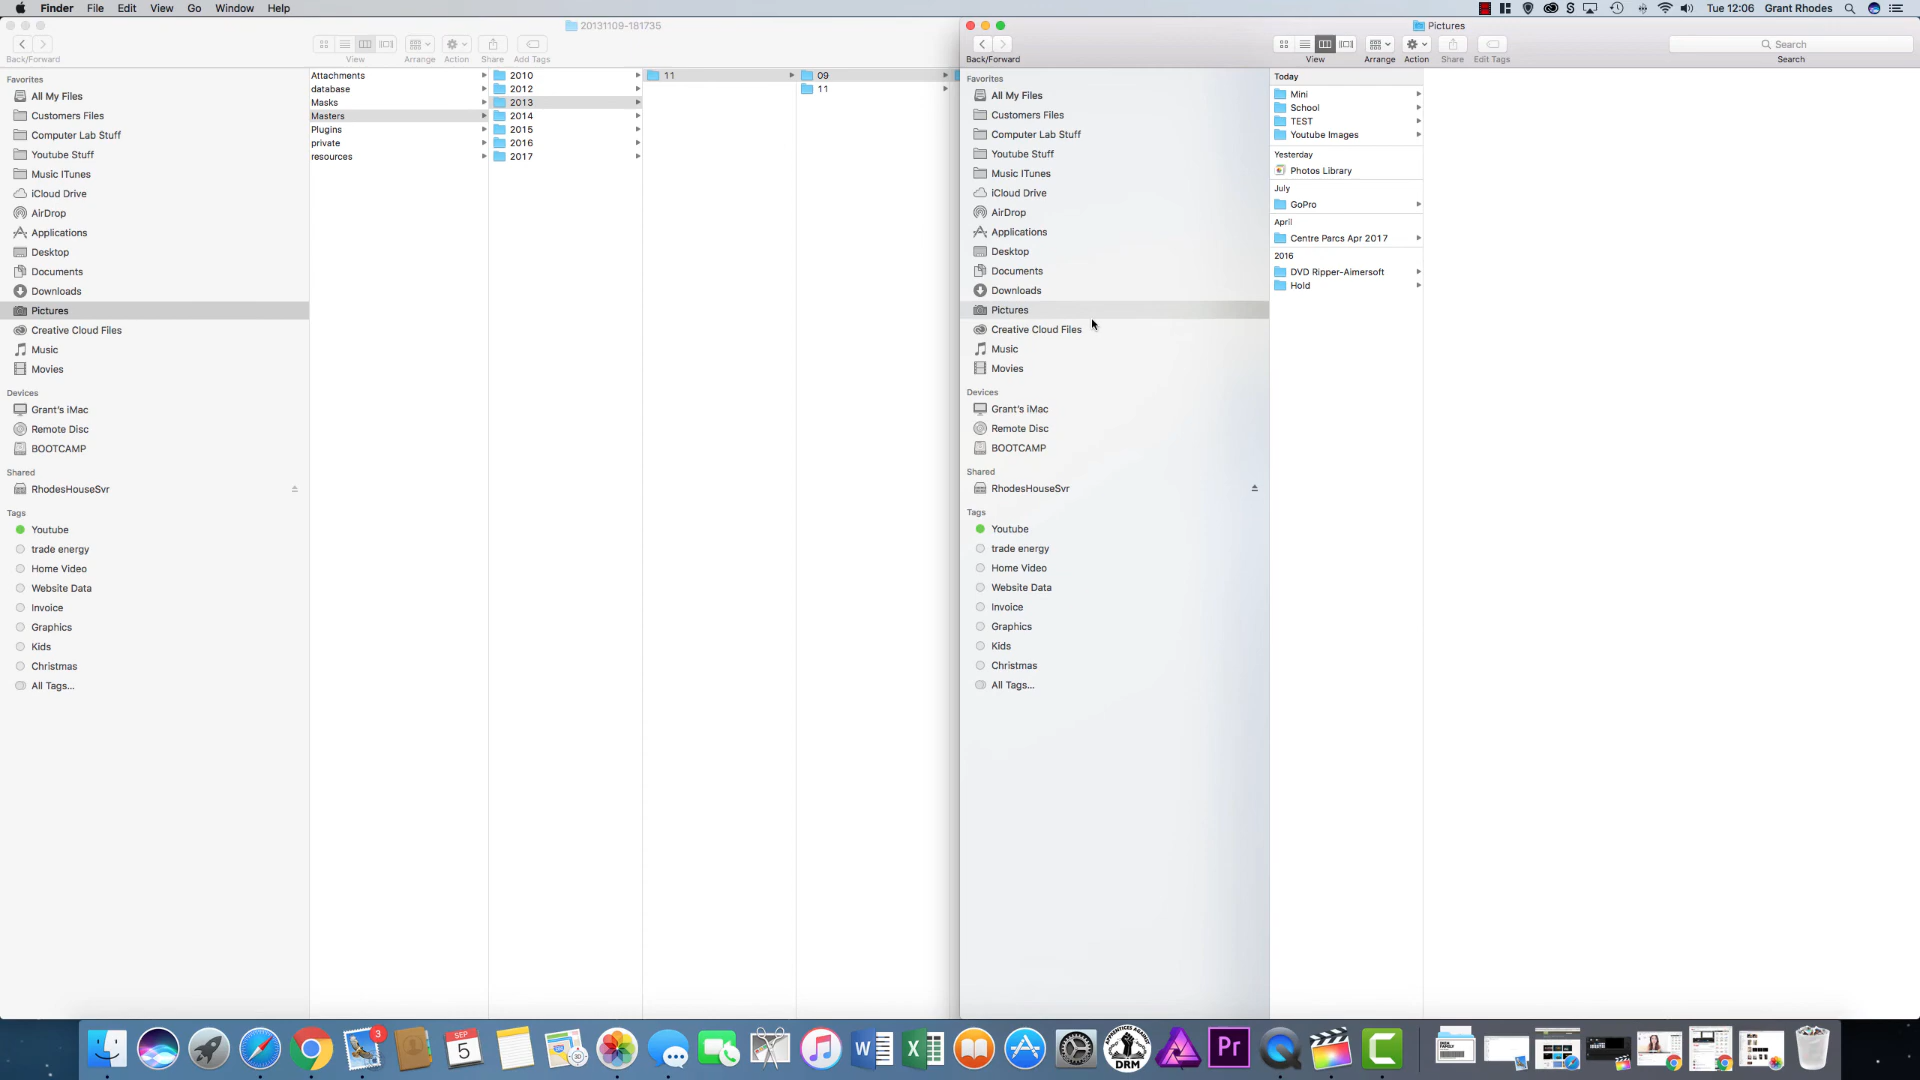 Finder File Edit View Go Window Help
Tue 12:06 Grant Rhodes
20131109-181735
Back/Forward View Arrange Action Share Add Tags
Favorites
All My Files
Customers Files
Computer Lab Stuff
Youtube Stuff
Music ITunes
iCloud Drive
AirDrop
Applications
Desktop
Documents
Downloads
Pictures
Creative Cloud Files
Music
Movies
Devices
Grant's iMac
Remote Disc
BOOTCAMP
Shared
RhodesHouseSvr
Tags
Youtube
trade energy
Home Video
Website Data
Invoice
Graphics
Kids
Christmas
All Tags...
Attachments
database
Masks
Masters
Plugins
private
resources
2010
2012
2013
2014
2015
2016
2017
11
09
11
Pictures
Search
Back/Forward View Arrange Action Share Edit Tags Search
Favorites
All My Files
Customers Files
Computer Lab Stuff
Youtube Stuff
Music ITunes
iCloud Drive
AirDrop
Applications
Desktop
Documents
Downloads
Pictures
Creative Cloud Files
Music
Movies
Devices
Grant's iMac
Remote Disc
BOOTCAMP
Shared
RhodesHouseSvr
Tags
Youtube
trade energy
Home Video
Website Data
Invoice
Graphics
Kids
Christmas
All Tags...
Today
Mini
School
TEST
Youtube Images
Yesterday
Photos Library
July
GoPro
April
Centre Parcs Apr 2017
2016
DVD Ripper-Aimersoft
Hold
3
SEP
5
W
X
DRM
Pr
C